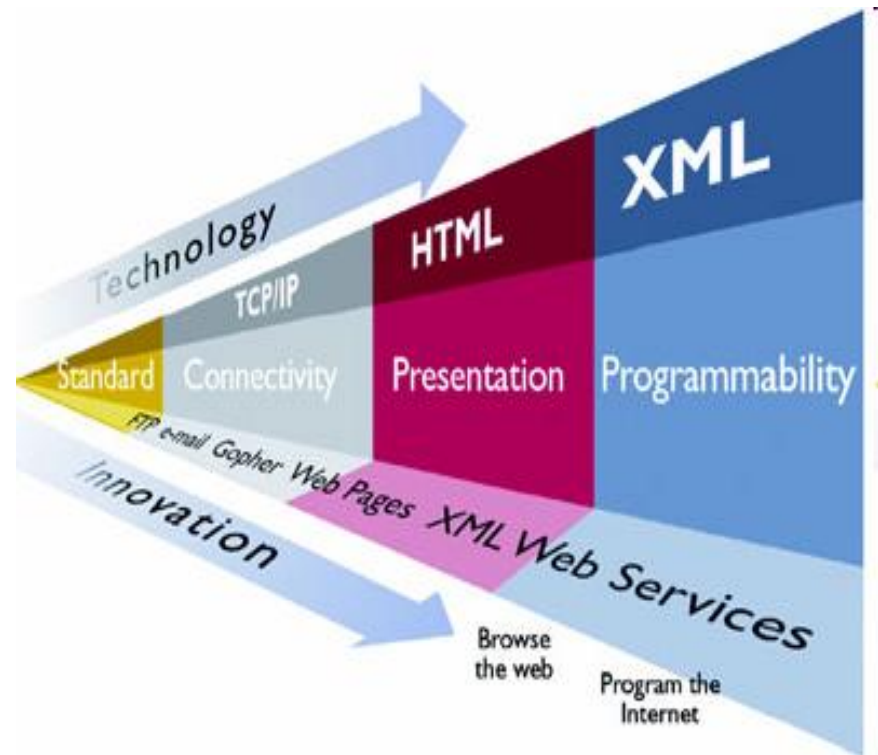 Technology
TCP/IP
HTML
XML
Standard
Connectivity
Presentation
Programmability
FTP e-mail Gopher Web Pages XML Web Services
Innovation
Browse
the web
Program the
Internet